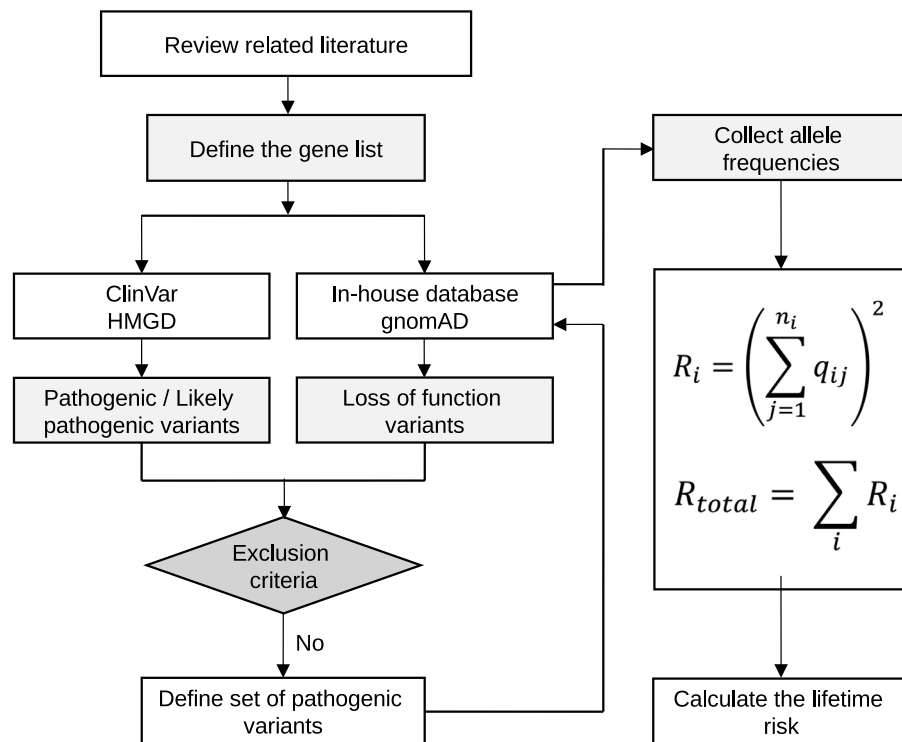 Review related literature
Define the gene list
ClinVar
HMGD
In-house database
gnomAD
Pathogenic / Likely
pathogenic variants
Loss of function
variants
Exclusion
criteria
No
Define set of pathogenic
variants
Collect allele
frequencies
R_i = (∑_{j=1}^{n_i} q_{ij})^2
R_{total} = ∑_i R_i
Calculate the lifetime
risk